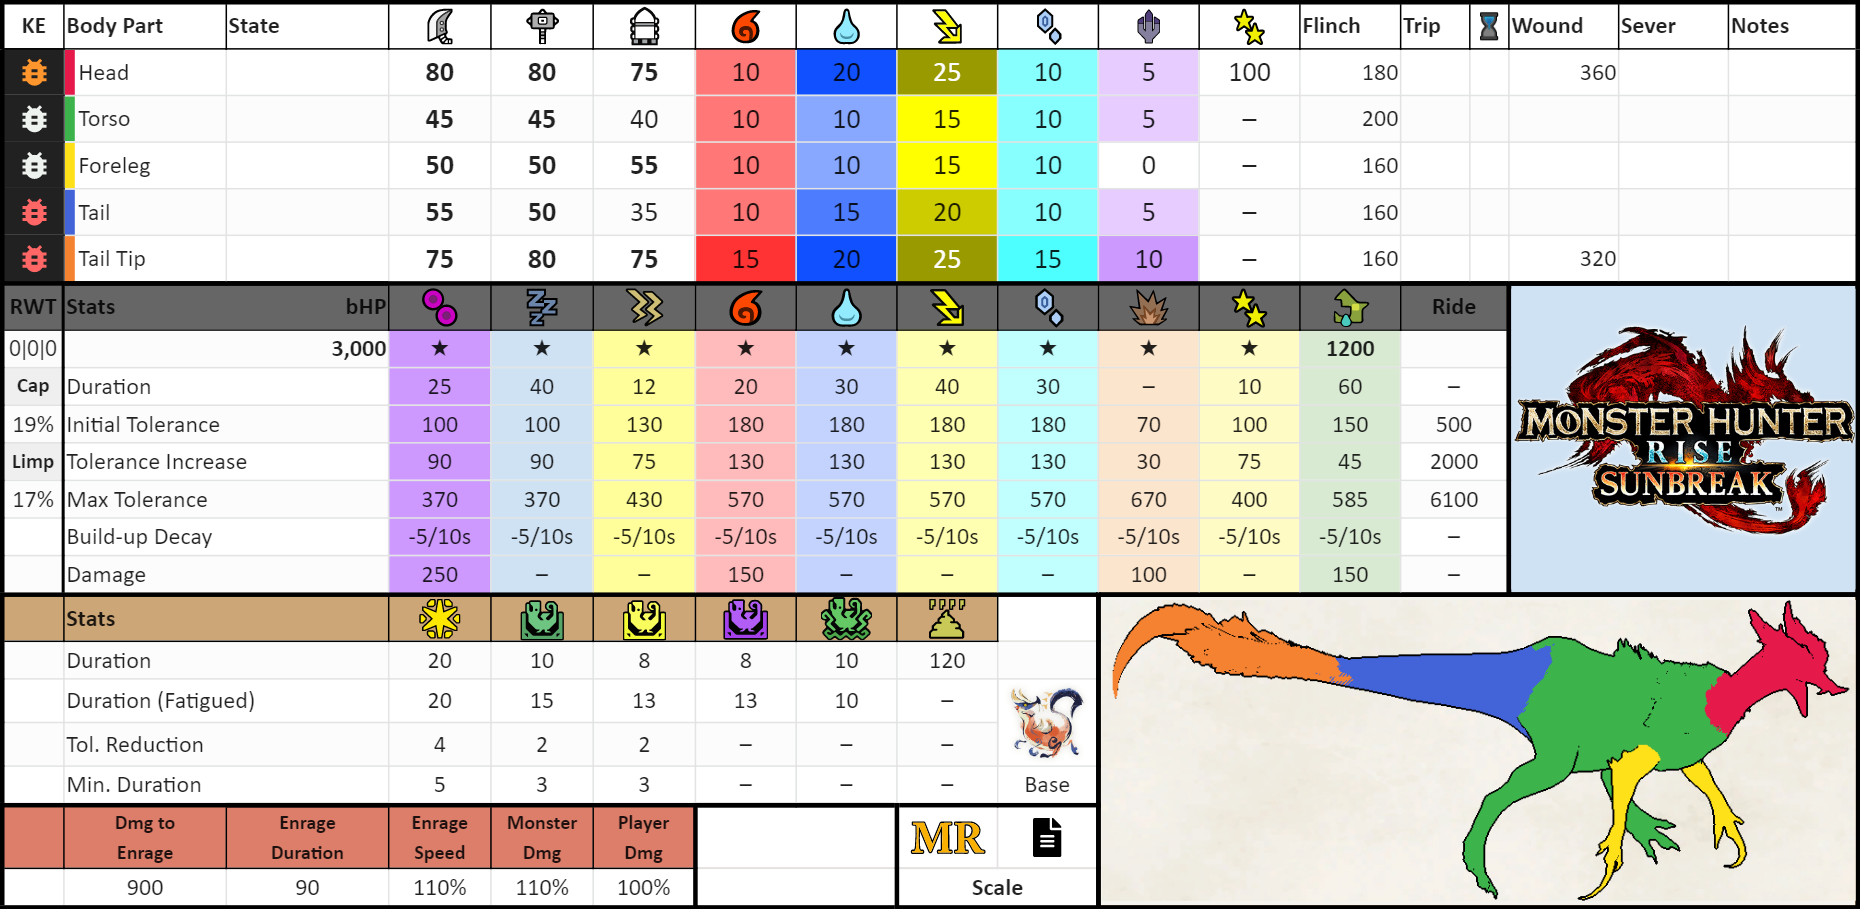 KE Body Part State Flinch Trip Wound Sever Notes
Head 80 80 75 10 20 25 10 5 100 180 360
Torso 45 45 40 10 10 15 10 5 – 200
Foreleg 50 50 55 10 10 15 10 0 – 160
Tail 55 50 35 10 15 20 10 5 – 160
Tail Tip 75 80 75 15 20 25 15 10 – 160 320
RWT Stats bHP Ride
0|0|0 3,000 ★ ★ ★ ★ ★ ★ ★ ★ ★ 1200
Cap Duration 25 40 12 20 30 40 30 – 10 60 –
19% Initial Tolerance 100 100 130 180 180 180 180 70 100 150 500
Limp Tolerance Increase 90 90 75 130 130 130 130 30 75 45 2000
17% Max Tolerance 370 370 430 570 570 570 570 670 400 585 6100
Build-up Decay -5/10s -5/10s -5/10s -5/10s -5/10s -5/10s -5/10s -5/10s -5/10s -5/10s –
Damage 250 – – 150 – – – 100 – 150 –
MONSTER HUNTER
RISE
SUNBREAK™
Stats
Duration 20 10 8 8 10 120
Duration (Fatigued) 20 15 13 13 10 –
Tol. Reduction 4 2 2 – – –
Min. Duration 5 3 3 – – – Base
Dmg to Enrage Enrage Monster Player
Enrage Duration Speed Dmg Dmg
MR
900 90 110% 110% 100% Scale